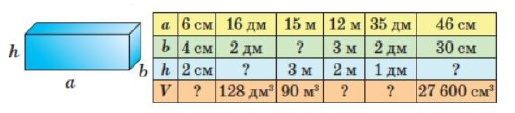 h
a
b
a 6 см 16 дм 15 м 12 м 35 дм 46 см
b 4 см 2 дм ? 3 м 2 дм 30 см
h 2 см ? 3 м 2 м 1 дм ?
V ? 128 дм³ 90 м³ ? ? 27 600 см³